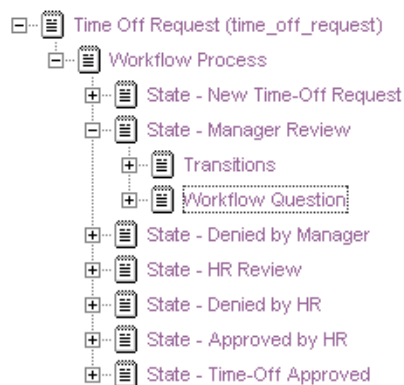 Time Off Request (time_off_request)
Workflow Process
State - New Time-Off Request
State - Manager Review
Transitions
Workflow Question
State - Denied by Manager
State - HR Review
State - Denied by HR
State - Approved by HR
State - Time-Off Approved